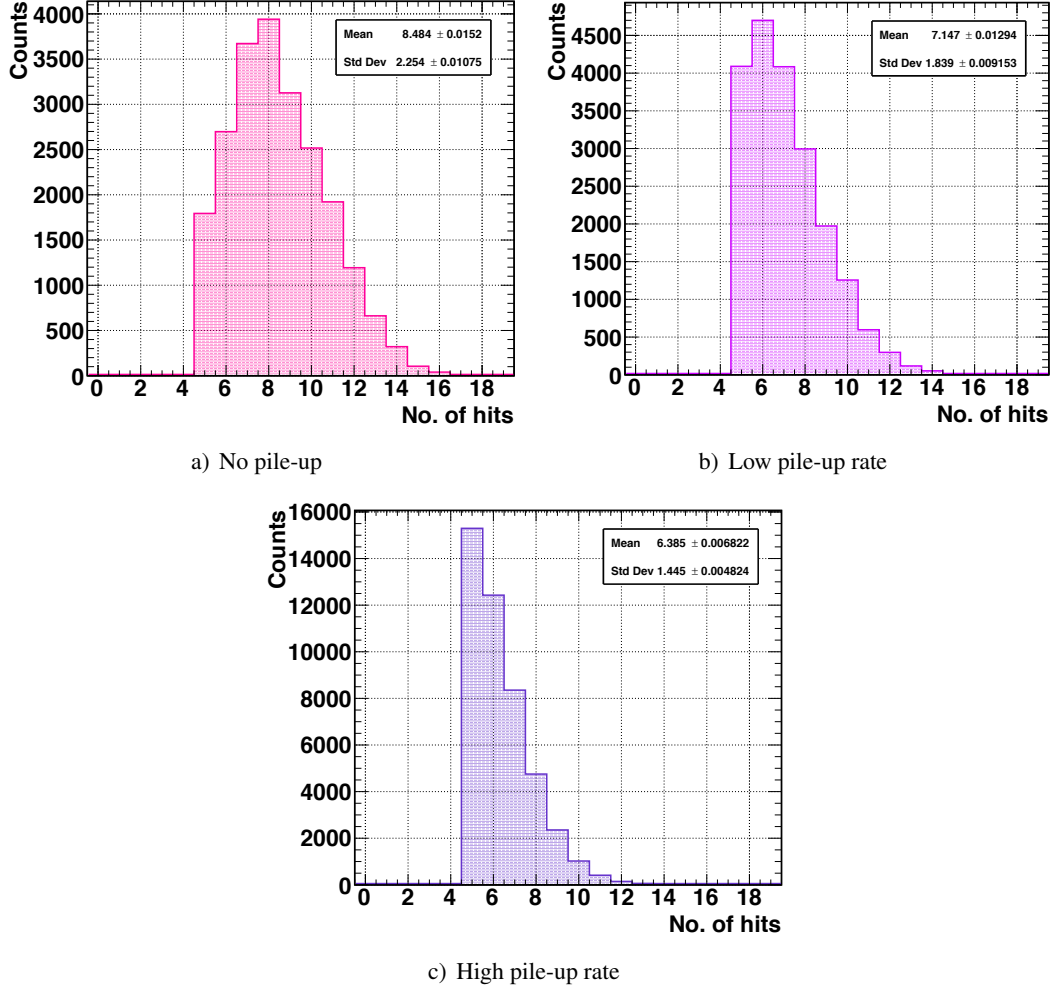 Counts
4000
3500
3000
2500
2000
1500
1000
500
0
Mean 8.484 ± 0.0152
Std Dev 2.254 ± 0.01075
0 2 4 6 8 10 12 14 16 18
No. of hits
a) No pile-up
Counts
4500
4000
3500
3000
2500
2000
1500
1000
500
0
Mean 7.147 ± 0.01294
Std Dev 1.839 ± 0.009153
0 2 4 6 8 10 12 14 16 18
No. of hits
b) Low pile-up rate
Counts
16000
14000
12000
10000
8000
6000
4000
2000
0
Mean 6.385 ± 0.006822
Std Dev 1.445 ± 0.004824
0 2 4 6 8 10 12 14 16 18
No. of hits
c) High pile-up rate